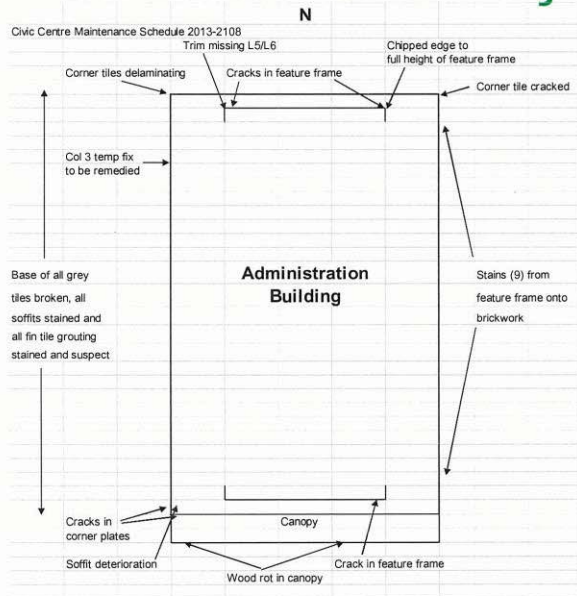 N
Civic Centre Maintenance Schedule 2013-2108
Trim missing L5/L6
Chipped edge to
full height of feature frame
Corner tiles delaminating
Cracks in feature frame
Corner tile cracked
Col 3 temp fix
to be remedied
Administration
Building
Base of all grey
tiles broken, all
soffits stained and
all fin tile grouting
stained and suspect
Stains (9) from
feature frame onto
brickwork
Cracks in
corner plates
Canopy
Soffit deterioration
Wood rot in canopy
Crack in feature frame